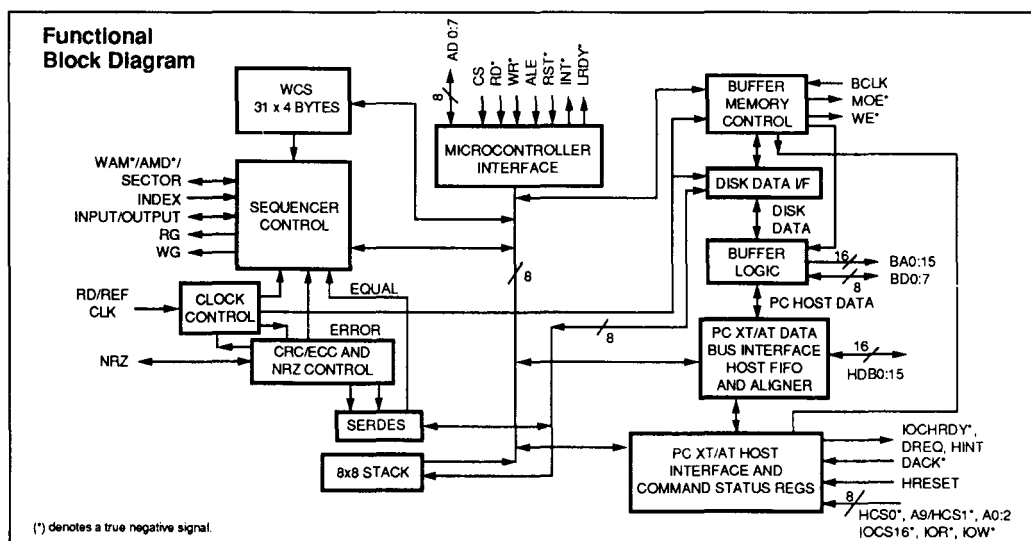 Functional
Block Diagram
AD 0:7
8
CS
RD*
WR*
ALE
RST*
INT*
LRDY*
WCS
31 x 4 BYTES
MICROCONTROLLER
INTERFACE
BUFFER
MEMORY
CONTROL
BCLK
MOE*
WE*
WAM*/AMD*/
SECTOR
INDEX
INPUT/OUTPUT
RG
WG
SEQUENCER
CONTROL
DISK DATA I/F
DISK
DATA
BUFFER
LOGIC
16
BA0:15
8
BD0:7
8
RD/REF
CLK
CLOCK
CONTROL
EQUAL
ERROR
PC HOST DATA
8
NRZ
CRC/ECC AND
NRZ CONTROL
PC XT/AT DATA
BUS INTERFACE
HOST FIFO
AND ALIGNER
16
HDB0:15
SERDES
8x8 STACK
PC XT/AT HOST
INTERFACE AND
COMMAND STATUS REGS
IOCHRDY*,
DREQ, HINT
DACK*
HRESET
8
HCS0*, A9/HCS1*, A0:2
IOCS16*, IOR*, IOW*
(*) denotes a true negative signal.